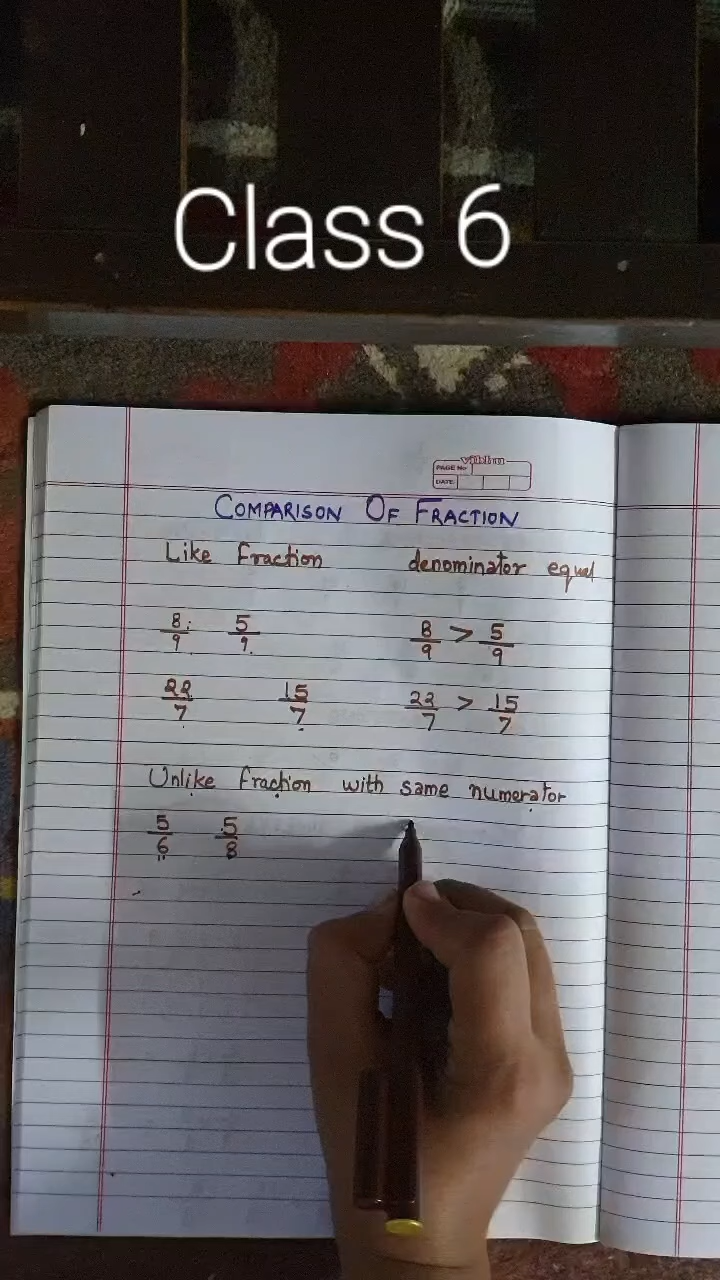 Class 6
vibhu
PAGE No
DATE
COMPARISON OF FRACTION
Like fraction denominator equal
8/9 5/9 8/9 > 5/9
22/7 15/7 22/7 > 15/7
Unlike fraction with same numerator
5/6 5/8